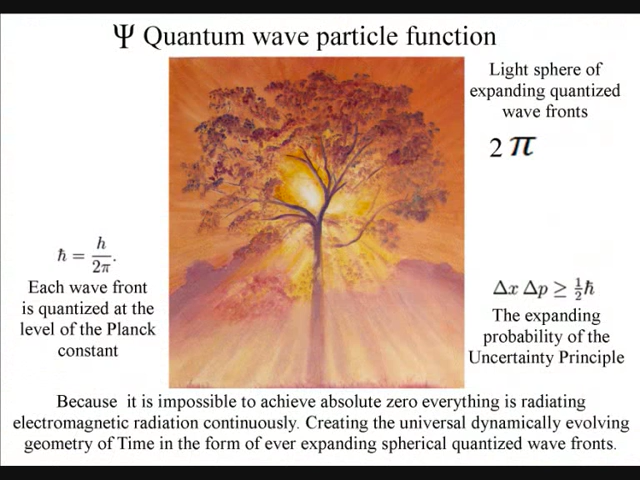 Ψ Quantum wave particle function
Light sphere of
expanding quantized
wave fronts
2 π
ħ = h/2π.
Each wave front
is quantized at the
level of the Planck
constant
Δx Δp ≥ ½ħ
The expanding
probability of the
Uncertainty Principle
Because it is impossible to achieve absolute zero everything is radiating
electromagnetic radiation continuously. Creating the universal dynamically evolving
geometry of Time in the form of ever expanding spherical quantized wave fronts.